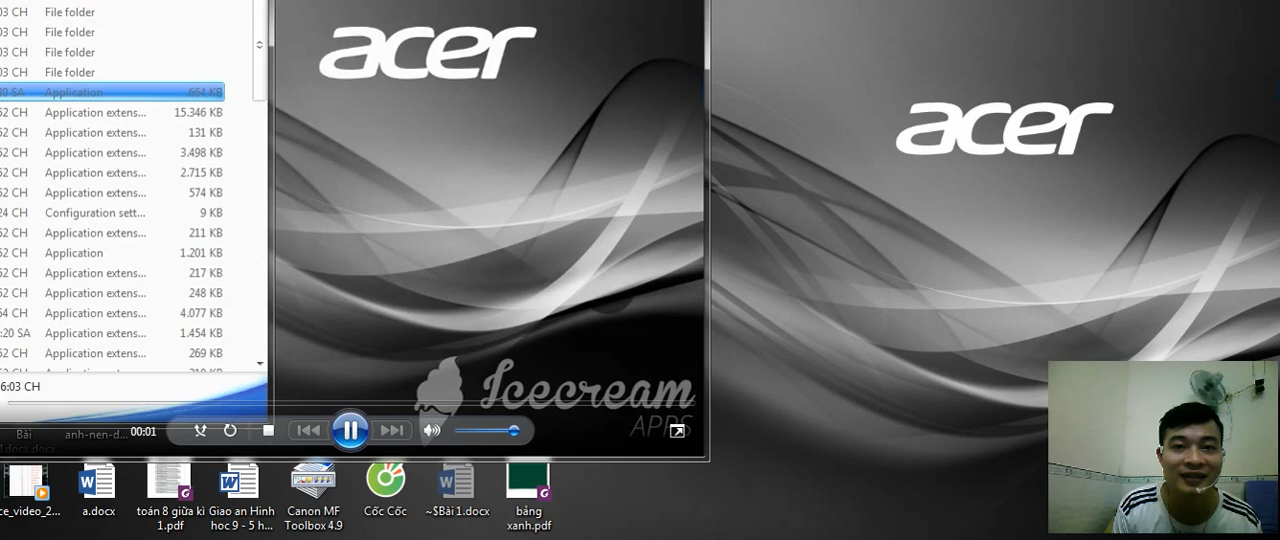 03 CH File folder
03 CH File folder
03 CH File folder
03 CH File folder
00 SA Application 664 KB
52 CH Application extens... 15.346 KB
52 CH Application extens... 131 KB
52 CH Application extens... 3.498 KB
52 CH Application extens... 2.715 KB
52 CH Application extens... 574 KB
24 CH Configuration sett... 9 KB
52 CH Application extens... 211 KB
42 CH Application 1.201 KB
52 CH Application extens... 217 KB
52 CH Application extens... 248 KB
54 CH Application extens... 4.077 KB
:20 SA Application extens... 1.454 KB
52 CH Application extens... 269 KB
6:03 CH
acer
acer
Icecream
APPS
Bài
anh-nen-d...
00:01
ce_video_2...
a.docx
toán 8 giữa kì
1.pdf
Giao an Hinh
hoc 9 - 5 h...
Canon MF
Toolbox 4.9
Cốc Cốc
~$Bài 1.docx
bảng
xanh.pdf